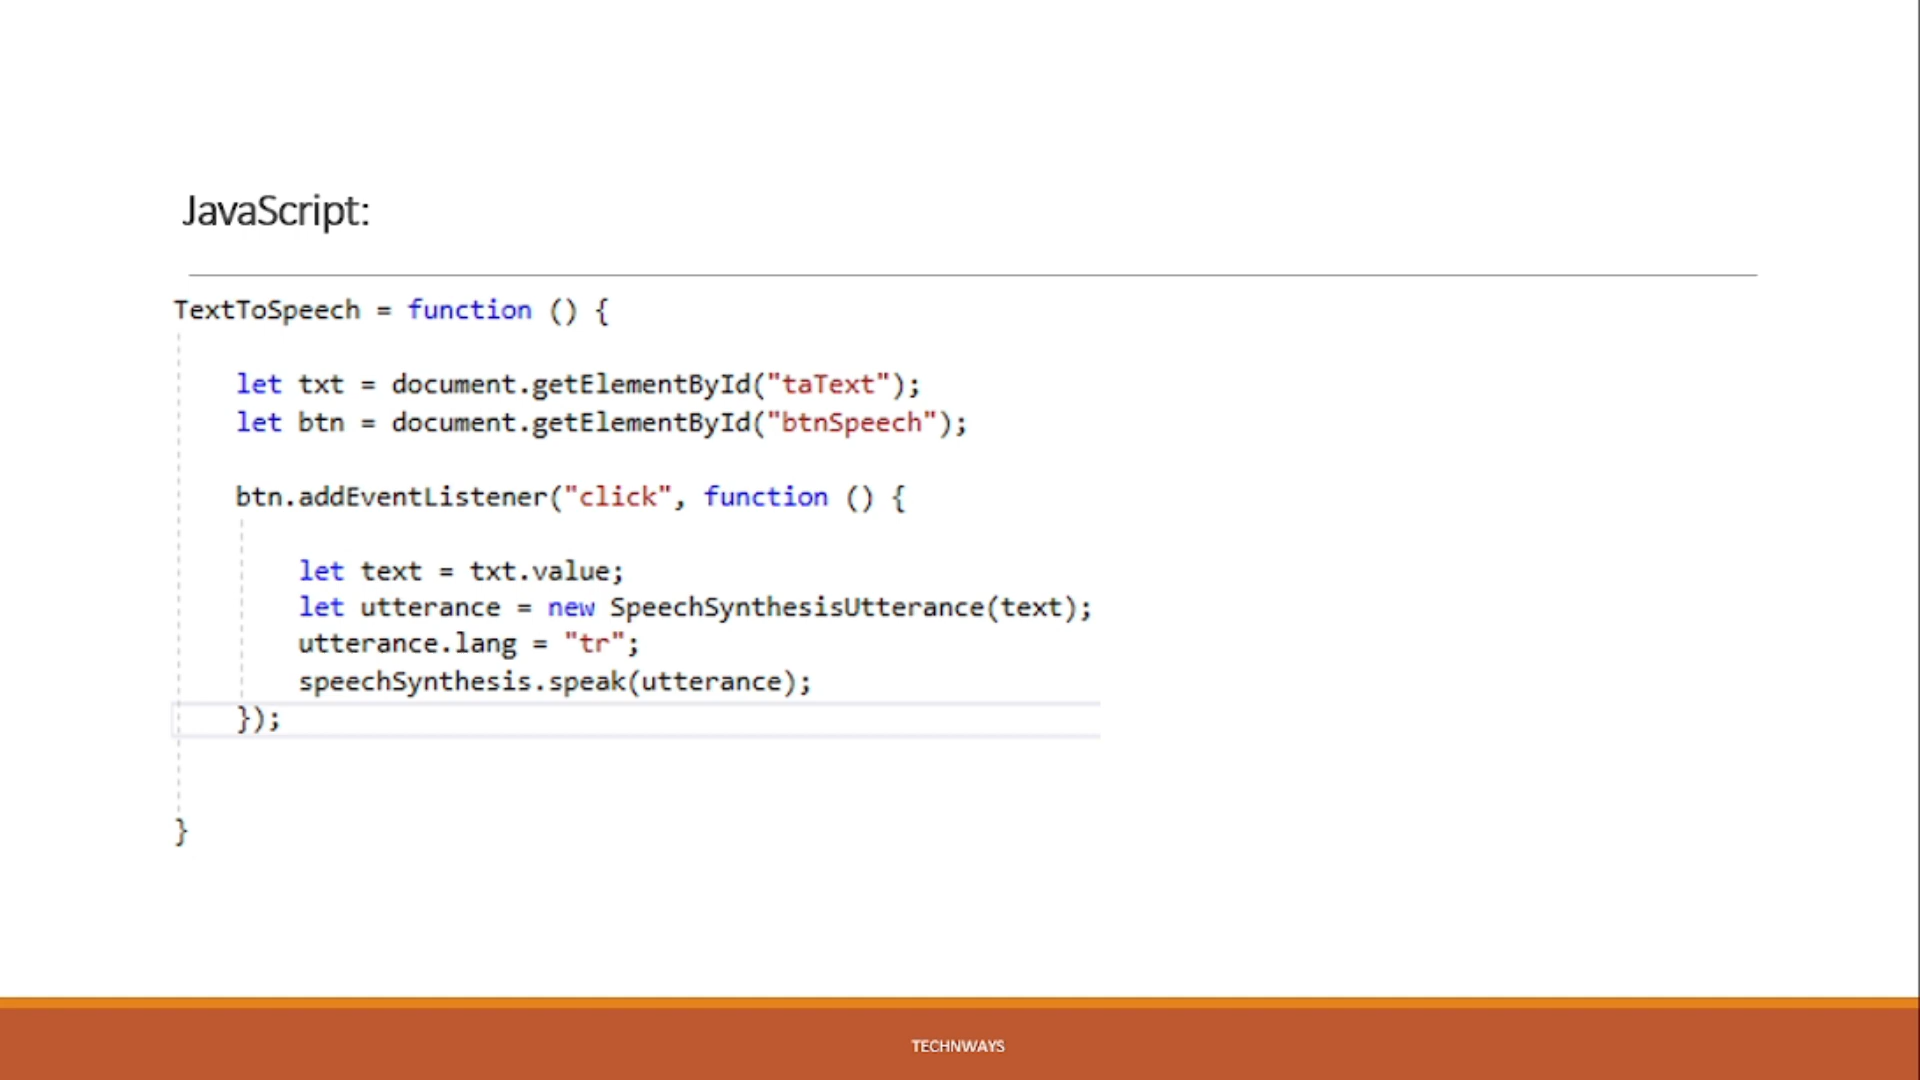 JavaScript:
TextToSpeech = function () {
let txt = document.getElementById("taText");
let btn = document.getElementById("btnSpeech");
btn.addEventListener("click", function () {
let text = txt.value;
let utterance = new SpeechSynthesisUtterance(text);
utterance.lang = "tr";
speechSynthesis.speak(utterance);
});
}
TECHNWAYS